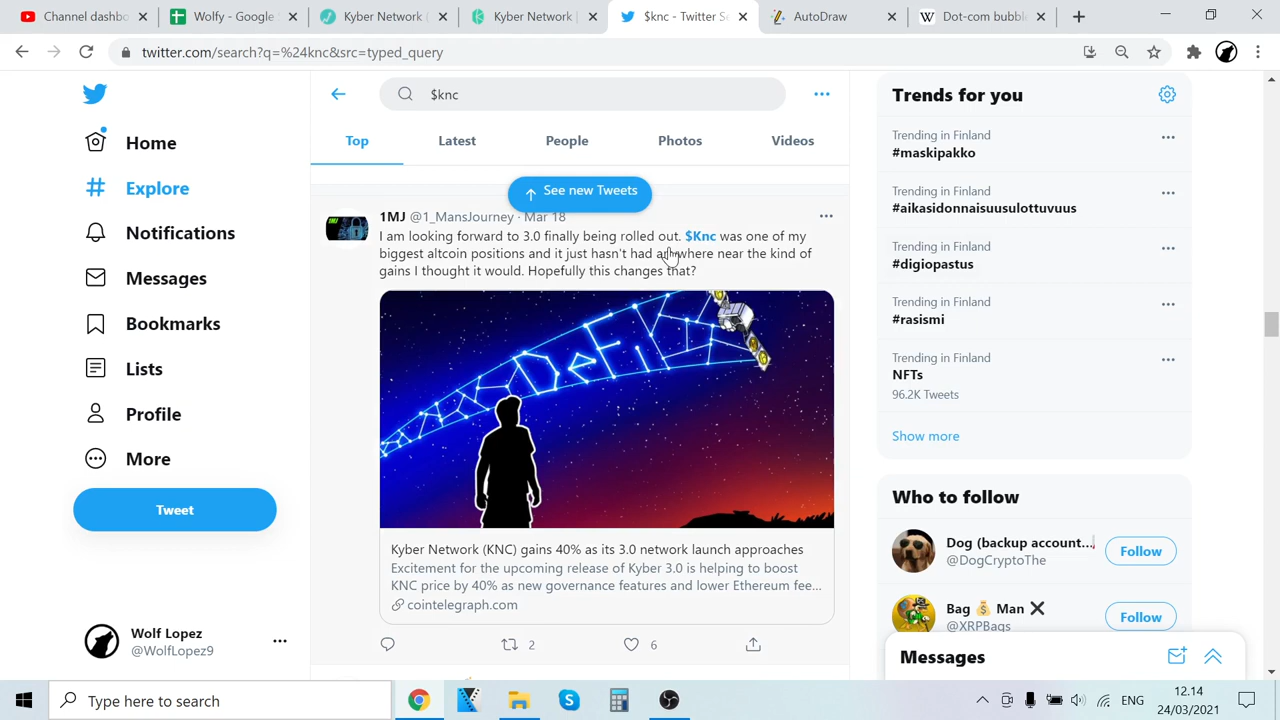 Channel dashbo
Wolfy - Google
Kyber Network (
Kyber Network |
$knc - Twitter Se
AutoDraw
Dot-com bubbl
twitter.com/search?q=%24knc&src=typed_query
Home
Explore
Notifications
Messages
Bookmarks
Lists
Profile
More
Tweet
Wolf Lopez
@WolfLopez9
$knc
Top
Latest
People
Photos
Videos
See new Tweets
1MJ @1_MansJourney · Mar 18
I am looking forward to 3.0 finally being rolled out. $Knc was one of my
biggest altcoin positions and it just hasn't had anywhere near the kind of
gains I thought it would. Hopefully this changes that?
DeFi
Kyber Network (KNC) gains 40% as its 3.0 network launch approaches
Excitement for the upcoming release of Kyber 3.0 is helping to boost
KNC price by 40% as new governance features and lower Ethereum fee...
cointelegraph.com
2
6
Trends for you
Trending in Finland
#maskipakko
Trending in Finland
#aikasidonnaisuusulottuvuus
Trending in Finland
#digiopastus
Trending in Finland
#rasismi
Trending in Finland
NFTs
96.2K Tweets
Show more
Who to follow
Dog (backup account...
@DogCryptoThe
Follow
Bag 💰 Man ❌
@XRPBags
Follow
Messages
Type here to search
ENG
12.14
24/03/2021